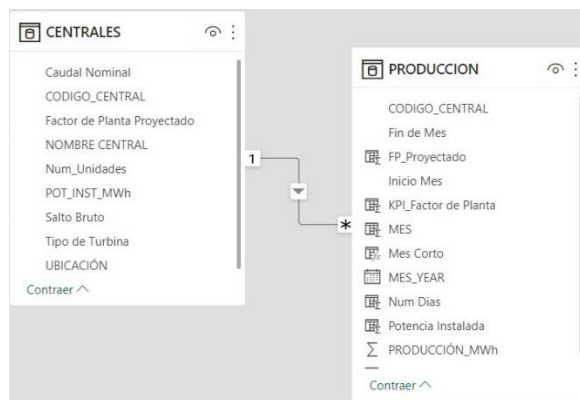 CENTRALES
Caudal Nominal
CODIGO_CENTRAL
Factor de Planta Proyectado
NOMBRE CENTRAL
Num_Unidades
POT_INST_MWh
Salto Bruto
Tipo de Turbina
UBICACIÓN
Contraer
1
*
PRODUCCION
CODIGO_CENTRAL
Fin de Mes
FP_Proyectado
Inicio Mes
KPI_Factor de Planta
MES
Mes Corto
MES_YEAR
Num Dias
Potencia Instalada
PRODUCCIÓN_MWh
Contraer